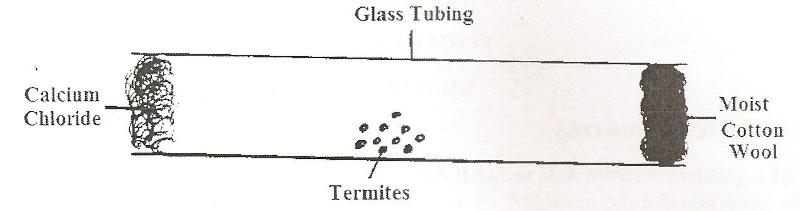 Glass Tubing
Calcium
Chloride
Moist
Cotton
Wool
Termites